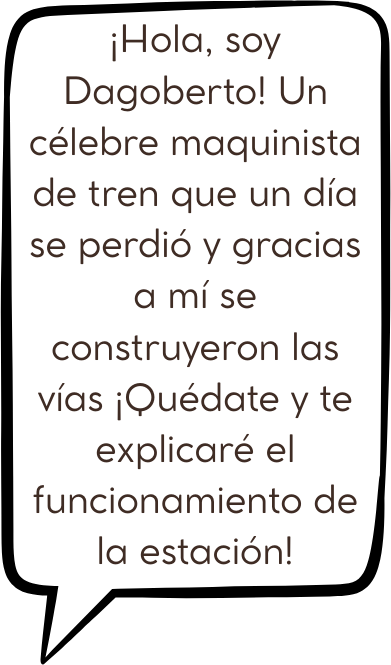 ¡Hola, soy
Dagoberto! Un
célebre maquinista
de tren que un día
se perdió y gracias
a mí se
construyeron las
vías ¡Quédate y te
explicaré el
funcionamiento de
la estación!